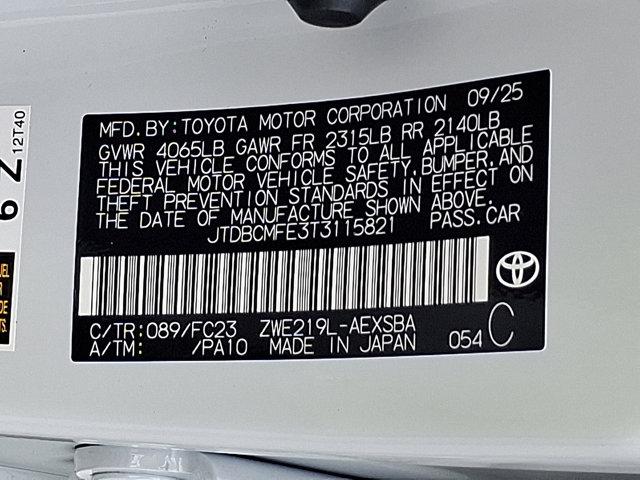 MFD.BY:TOYOTA MOTOR CORPORATION 09/25
GVWR 4065LB GAWR FR 2315LB RR 2140LB
THIS VEHICLE CONFORMS TO ALL APPLICABLE
FEDERAL MOTOR VEHICLE SAFETY,BUMPER,AND
THEFT PREVENTION STANDARDS IN EFFECT ON
THE DATE OF MANUFACTURE SHOWN ABOVE.
JTDBCMFE3T3115821 PASS.CAR
C/TR:089/FC23 ZWE219L-AEXSBA
A/TM: /PA10 MADE IN JAPAN 054 C
6 Z
12T40